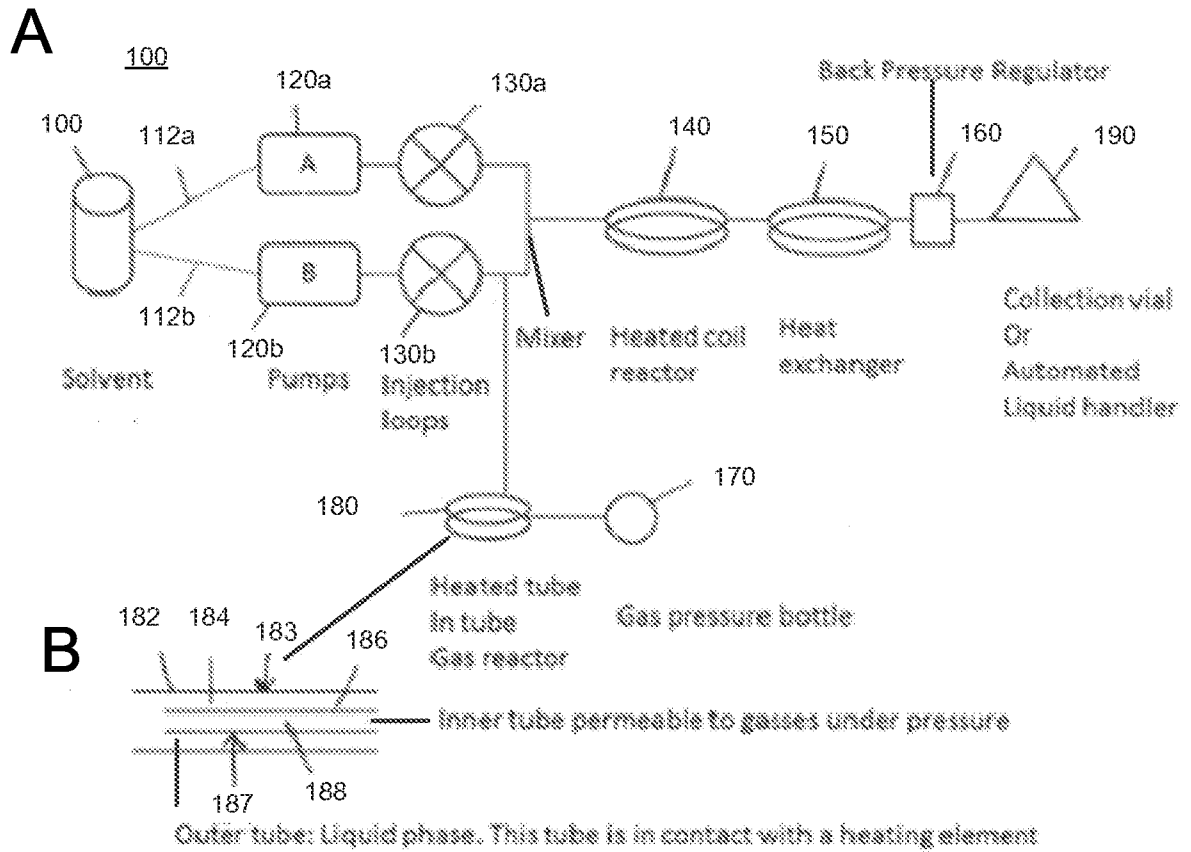 A
100
120a
130a
Back Pressure Regulator
100
112a
140
150
160
190
A
B
112b
120b
130b
Mixer
Heated coil
reactor
Heat
exchanger
Collection vial
Or
Automated
Liquid handler
Solvent
Pumps
Injection
loops
180
170
Heated tube
In tube
Gas reactor
Gas pressure bottle
B
182
184
183
186
Inner tube permeable to gasses under pressure
187
188
Outer tube: Liquid phase. This tube is in contact with a heating element